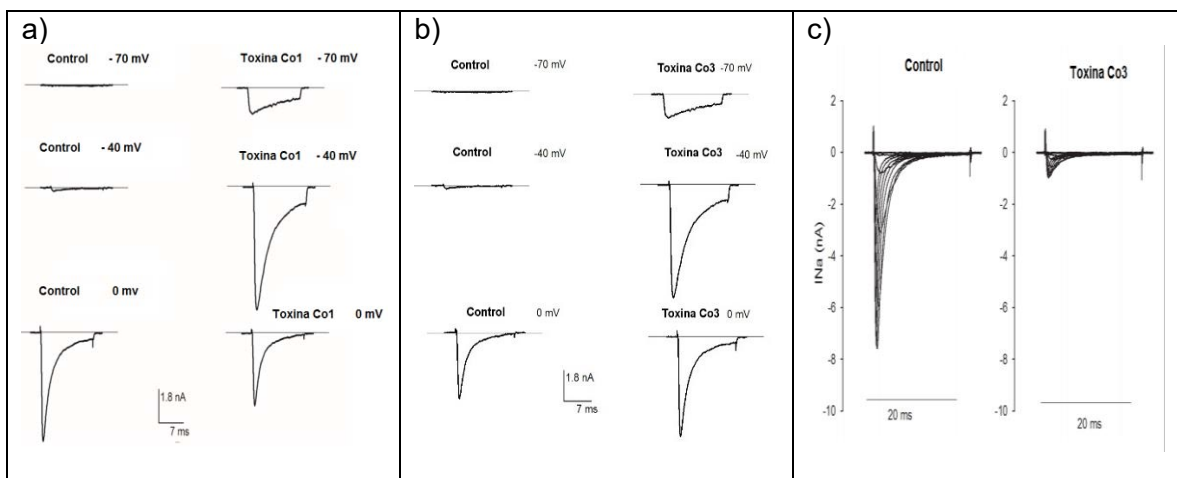 a)
Control - 70 mV
Toxina Co1 - 70 mV
Control - 40 mV
Toxina Co1 - 40 mV
Control 0 mv
Toxina Co1 0 mV
1.8 nA
7 ms
b)
Control -70 mV
Toxina Co3 -70 mV
Control -40 mV
Toxina Co3 -40 mV
Control 0 mV
Toxina Co3 0 mV
1.8 nA
7 ms
c)
Control
Toxina Co3
2
0
-2
-4
-6
-8
-10
INa (nA)
20 ms
2
0
-2
-4
-6
-8
-10
20 ms